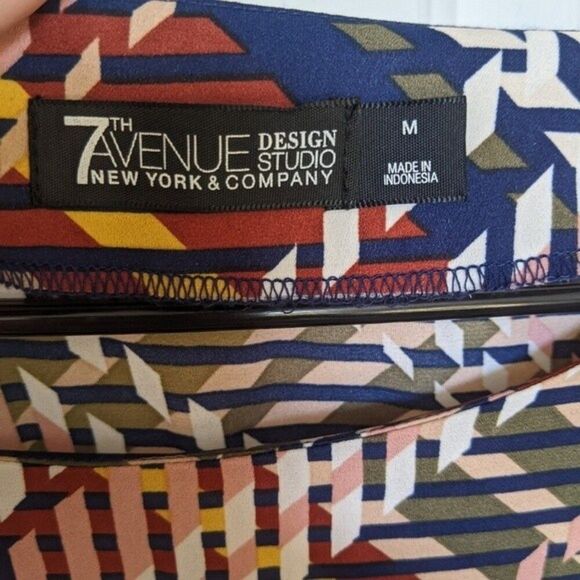 7TH AVENUE DESIGN STUDIO
NEW YORK & COMPANY
M
MADE IN
INDONESIA